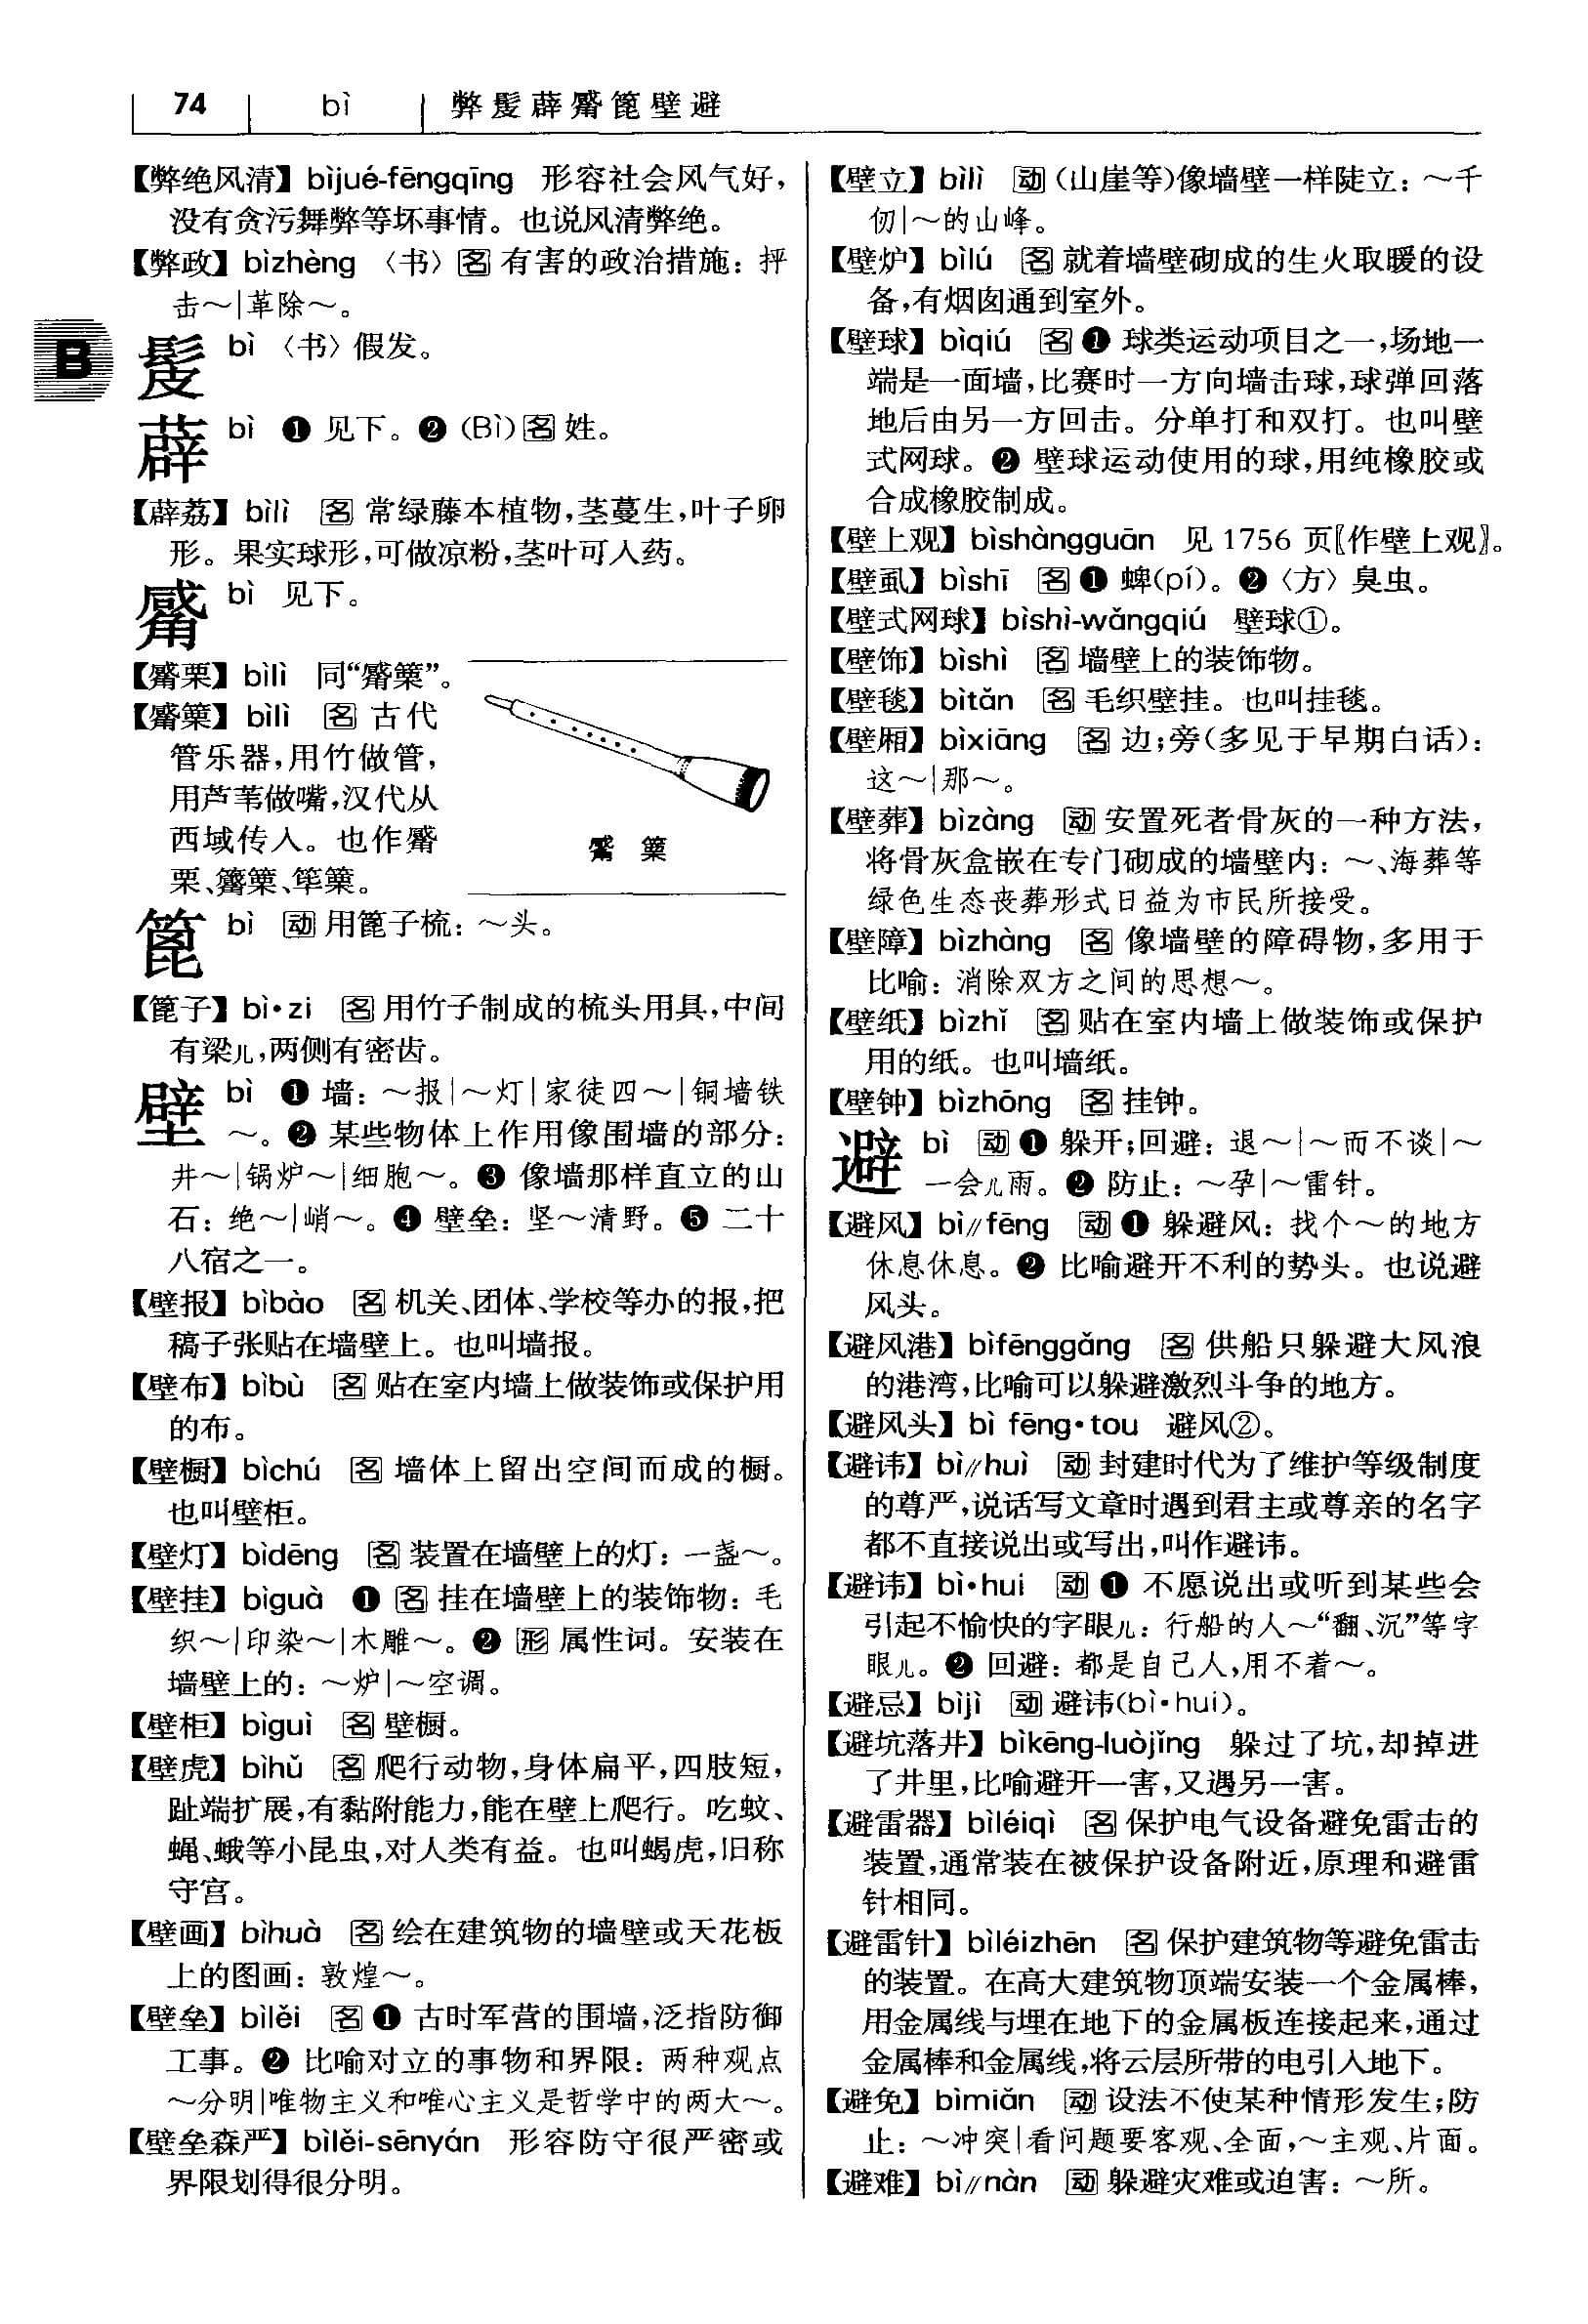 74 bì 弊髲薜觱篦壁避
【弊绝风清】bìjué-fēngqīng 形容社会风气好，
没有贪污舞弊等坏事情。也说风清弊绝。
【弊政】bìzhèng 〈书〉名 有害的政治措施：抨
击～|革除～。
B
髲 bì 〈书〉假发。
薜 bì ❶ 见下。❷ (Bì)名 姓。
【薜荔】bìlì 名 常绿藤本植物，茎蔓生，叶子卵
形。果实球形，可做凉粉，茎叶可入药。
觱 bì 见下。
【觱栗】bìlì 同“觱篥”。
【觱篥】bìlì 名 古代
管乐器，用竹做管，
用芦苇做嘴，汉代从
西域传入。也作觱
栗、篳篥、筚篥。
觱 篥
篦 bì 动 用篦子梳：～头。
【篦子】bì·zi 名 用竹子制成的梳头用具，中间
有梁儿，两侧有密齿。
壁 bì ❶ 墙：～报|～灯|家徒四～|铜墙铁
～。❷ 某些物体上作用像围墙的部分：
井～|锅炉～|细胞～。❸ 像墙那样直立的山
石：绝～|峭～。❹ 壁垒：坚～清野。❺ 二十
八宿之一。
【壁报】bìbào 名 机关、团体、学校等办的报，把
稿子张贴在墙壁上。也叫墙报。
【壁布】bìbù 名 贴在室内墙上做装饰或保护用
的布。
【壁橱】bìchú 名 墙体上留出空间而成的橱。
也叫壁柜。
【壁灯】bìdēng 名 装置在墙壁上的灯：一盏～。
【壁挂】bìguà ❶ 名 挂在墙壁上的装饰物：毛
织～|印染～|木雕～。❷ 形 属性词。安装在
墙壁上的：～炉|～空调。
【壁柜】bìguì 名 壁橱。
【壁虎】bìhǔ 名 爬行动物，身体扁平，四肢短，
趾端扩展，有黏附能力，能在壁上爬行。吃蚊、
蝇、蛾等小昆虫，对人类有益。也叫蝎虎，旧称
守宫。
【壁画】bìhuà 名 绘在建筑物的墙壁或天花板
上的图画：敦煌～。
【壁垒】bìlěi 名 ❶ 古时军营的围墙，泛指防御
工事。❷ 比喻对立的事物和界限：两种观点
～分明|唯物主义和唯心主义是哲学中的两大～。
【壁垒森严】bìlěi-sēnyán 形容防守很严密或
界限划得很分明。
【壁立】bìlì 动 (山崖等)像墙壁一样陡立：～千
仞|～的山峰。
【壁炉】bìlú 名 就着墙壁砌成的生火取暖的设
备，有烟囱通到室外。
【壁球】bìqiú 名 ❶ 球类运动项目之一，场地一
端是一面墙，比赛时一方向墙击球，球弹回落
地后由另一方回击。分单打和双打。也叫壁
式网球。❷ 壁球运动使用的球，用纯橡胶或
合成橡胶制成。
【壁上观】bìshàngguān 见 1756 页〖作壁上观〗。
【壁虱】bìshī 名 ❶ 蜱(pí)。❷〈方〉臭虫。
【壁式网球】bìshì-wǎngqiú 壁球①。
【壁饰】bìshì 名 墙壁上的装饰物。
【壁毯】bìtǎn 名 毛织壁挂。也叫挂毯。
【壁厢】bìxiāng 名 边；旁(多见于早期白话)：
这～|那～。
【壁葬】bìzàng 动 安置死者骨灰的一种方法，
将骨灰盒嵌在专门砌成的墙壁内：～、海葬等
绿色生态丧葬形式日益为市民所接受。
【壁障】bìzhàng 名 像墙壁的障碍物，多用于
比喻：消除双方之间的思想～。
【壁纸】bìzhǐ 名 贴在室内墙上做装饰或保护
用的纸。也叫墙纸。
【壁钟】bìzhōng 名 挂钟。
避 bì 动 ❶ 躲开；回避：退～|～而不谈|～
一会儿雨。❷ 防止：～孕|～雷针。
【避风】bì//fēng 动 ❶ 躲避风：找个～的地方
休息休息。❷ 比喻避开不利的势头。也说避
风头。
【避风港】bìfēnggǎng 名 供船只躲避大风浪
的港湾，比喻可以躲避激烈斗争的地方。
【避风头】bì fēng·tou 避风②。
【避讳】bì//huì 动 封建时代为了维护等级制度
的尊严，说话写文章时遇到君主或尊亲的名字
都不直接说出或写出，叫作避讳。
【避讳】bì·hui 动 ❶ 不愿说出或听到某些会
引起不愉快的字眼儿：行船的人～“翻、沉”等字
眼儿。❷ 回避：都是自己人，用不着～。
【避忌】bìjì 动 避讳(bì·hui)。
【避坑落井】bìkēng-luòjǐng 躲过了坑，却掉进
了井里，比喻避开一害，又遇另一害。
【避雷器】bìléiqì 名 保护电气设备避免雷击的
装置，通常装在被保护设备附近，原理和避雷
针相同。
【避雷针】bìléizhēn 名 保护建筑物等避免雷击
的装置。在高大建筑物顶端安装一个金属棒，
用金属线与埋在地下的金属板连接起来，通过
金属棒和金属线，将云层所带的电引入地下。
【避免】bìmiǎn 动 设法不使某种情形发生；防
止：～冲突|看问题要客观、全面，～主观、片面。
【避难】bì//nàn 动 躲避灾难或迫害：～所。